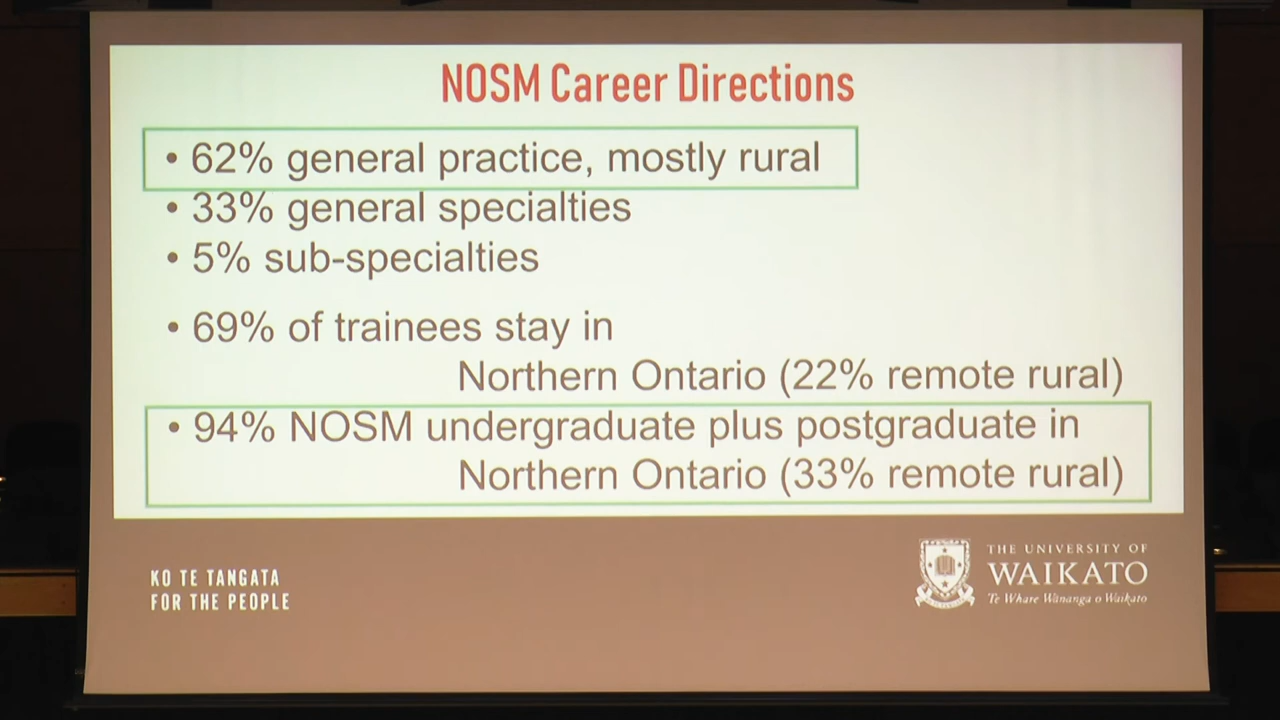 NOSM Career Directions
• 62% general practice, mostly rural
• 33% general specialties
• 5% sub-specialties
• 69% of trainees stay in
Northern Ontario (22% remote rural)
• 94% NOSM undergraduate plus postgraduate in
Northern Ontario (33% remote rural)
KO TE TANGATA
FOR THE PEOPLE
THE UNIVERSITY OF
WAIKATO
Te Whare Wānanga o Waikato